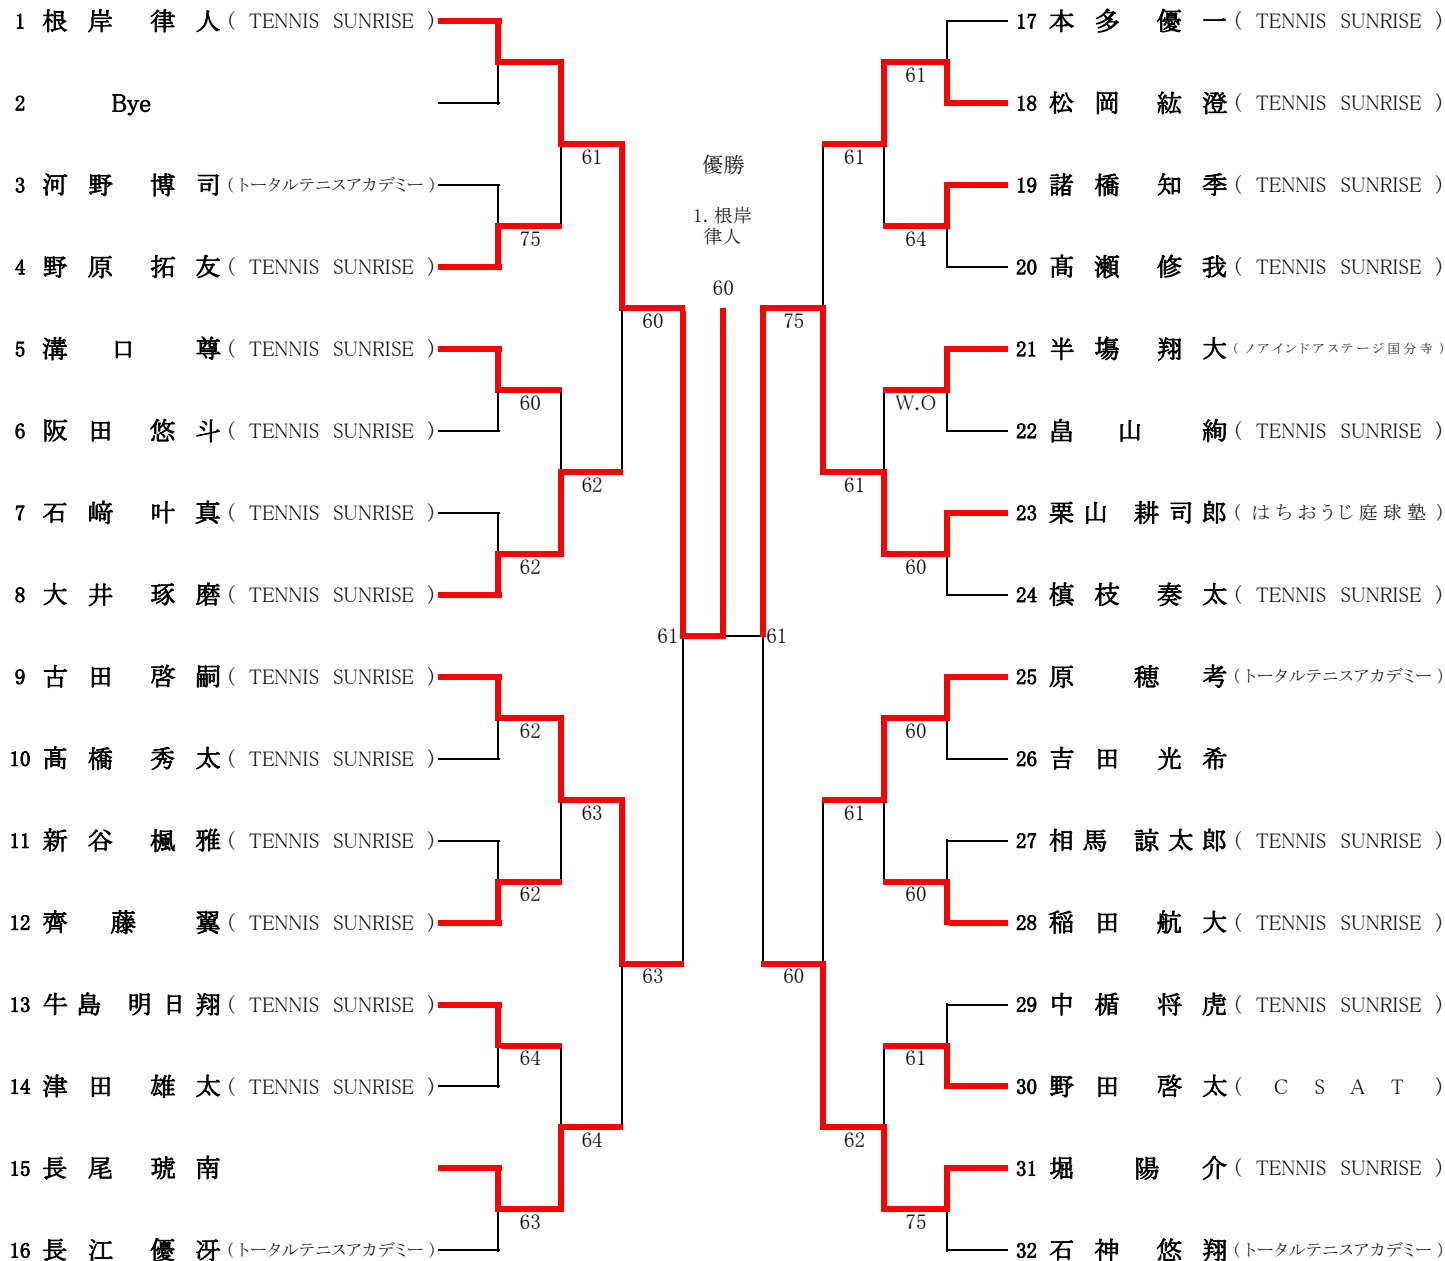 1 根岸 律人 ( TENNIS SUNRISE )
2 Bye
3 河野 博司 (トータルテニスアカデミー)
4 野原 拓友 ( TENNIS SUNRISE )
5 溝口 尊 ( TENNIS SUNRISE )
6 阪田 悠斗 ( TENNIS SUNRISE )
7 石﨑 叶真 ( TENNIS SUNRISE )
8 大井 琢磨 ( TENNIS SUNRISE )
9 古田 啓嗣 ( TENNIS SUNRISE )
10 髙橋 秀太 ( TENNIS SUNRISE )
11 新谷 楓雅 ( TENNIS SUNRISE )
12 齊藤 翼 ( TENNIS SUNRISE )
13 牛島 明日翔 ( TENNIS SUNRISE )
14 津田 雄太 ( TENNIS SUNRISE )
15 長尾 琥南
16 長江 優冴 (トータルテニスアカデミー)
75
60
62
62
62
64
63
61
62
63
64
60
63
61
優勝
1. 根岸
律人
60
61
75
60
61
61
61
62
61
64
W.O
60
60
60
61
75
17 本多 優一 ( TENNIS SUNRISE )
18 松岡 紘澄 ( TENNIS SUNRISE )
19 諸橋 知季 ( TENNIS SUNRISE )
20 髙瀬 修我 ( TENNIS SUNRISE )
21 半塲 翔大 (ノアインドアステージ国分寺)
22 畠山 絢 ( TENNIS SUNRISE )
23 栗山 耕司郎 (はちおうじ庭球塾)
24 槙枝 奏太 ( TENNIS SUNRISE )
25 原 穂考 (トータルテニスアカデミー)
26 吉田 光希
27 相馬 諒太郎 ( TENNIS SUNRISE )
28 稲田 航大 ( TENNIS SUNRISE )
29 中楯 将虎 ( TENNIS SUNRISE )
30 野田 啓太 ( C S A T )
31 堀 陽介 ( TENNIS SUNRISE )
32 石神 悠翔 (トータルテニスアカデミー)